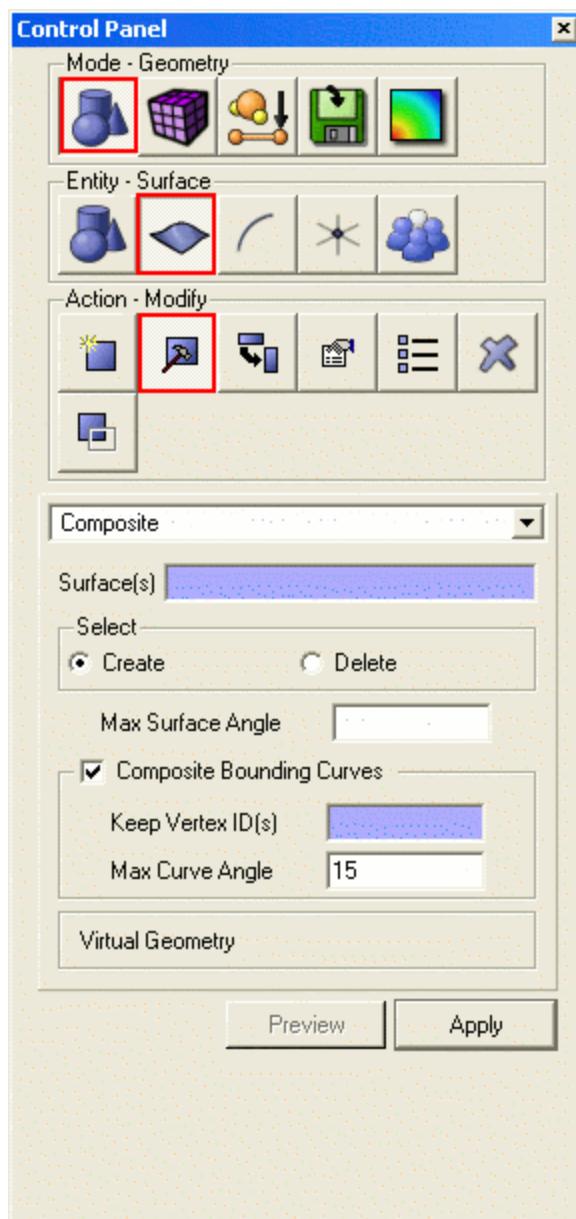 Control Panel
Mode - Geometry
Entity - Surface
Action - Modify
Composite
Surface(s)
Select
Create Delete
Max Surface Angle
Composite Bounding Curves
Keep Vertex ID(s)
Max Curve Angle 15
Virtual Geometry
Preview Apply